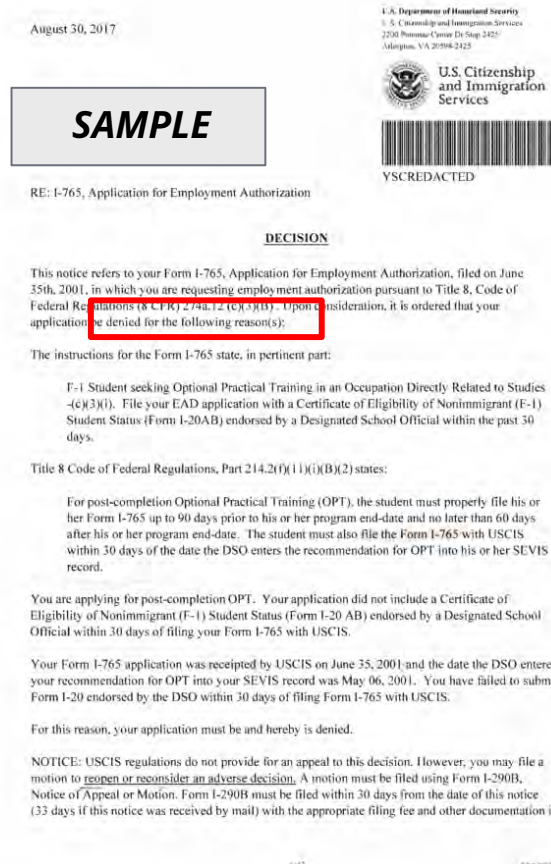 August 30, 2017
U.S. Department of Homeland Security
U.S. Citizenship and Immigration Services
2200 Potomac Center Dr Stop 2425
Arlington, VA 20598-2425
U.S. Citizenship
and Immigration
Services
SAMPLE
YSCREDACTED
RE: I-765, Application for Employment Authorization
DECISION
This notice refers to your Form I-765, Application for Employment Authorization, filed on June
35th, 2001, in which you are requesting employment authorization pursuant to Title 8, Code of
Federal Regulations (8 CFR) 274a.12 (c)(3)(B) . Upon consideration, it is ordered that your
application be denied for the following reason(s):
The instructions for the Form I-765 state, in pertinent part:
F-1 Student seeking Optional Practical Training in an Occupation Directly Related to Studies
-(c)(3)(i). File your EAD application with a Certificate of Eligibility of Nonimmigrant (F-1)
Student Status (Form I-20AB) endorsed by a Designated School Official within the past 30
days.
Title 8 Code of Federal Regulations, Part 214.2(f)(11)(i)(B)(2) states:
For post-completion Optional Practical Training (OPT), the student must properly file his or
her Form I-765 up to 90 days prior to his or her program end-date and no later than 60 days
after his or her program end-date. The student must also file the Form I-765 with USCIS
within 30 days of the date the DSO enters the recommendation for OPT into his or her SEVIS
record.
You are applying for post-completion OPT. Your application did not include a Certificate of
Eligibility of Nonimmigrant (F-1) Student Status (Form I-20 AB) endorsed by a Designated School
Official within 30 days of filing your Form I-765 with USCIS.
Your Form I-765 application was receipted by USCIS on June 35, 2001 and the date the DSO entere
your recommendation for OPT into your SEVIS record was May 06, 2001. You have failed to subm
Form I-20 endorsed by the DSO within 30 days of filing Form I-765 with USCIS.
For this reason, your application must be and hereby is denied.
NOTICE: USCIS regulations do not provide for an appeal to this decision. However, you may file a
motion to reopen or reconsider an adverse decision. A motion must be filed using Form I-290B,
Notice of Appeal or Motion. Form I-290B must be filed within 30 days from the date of this notice
(33 days if this notice was received by mail) with the appropriate filing fee and other documentation i